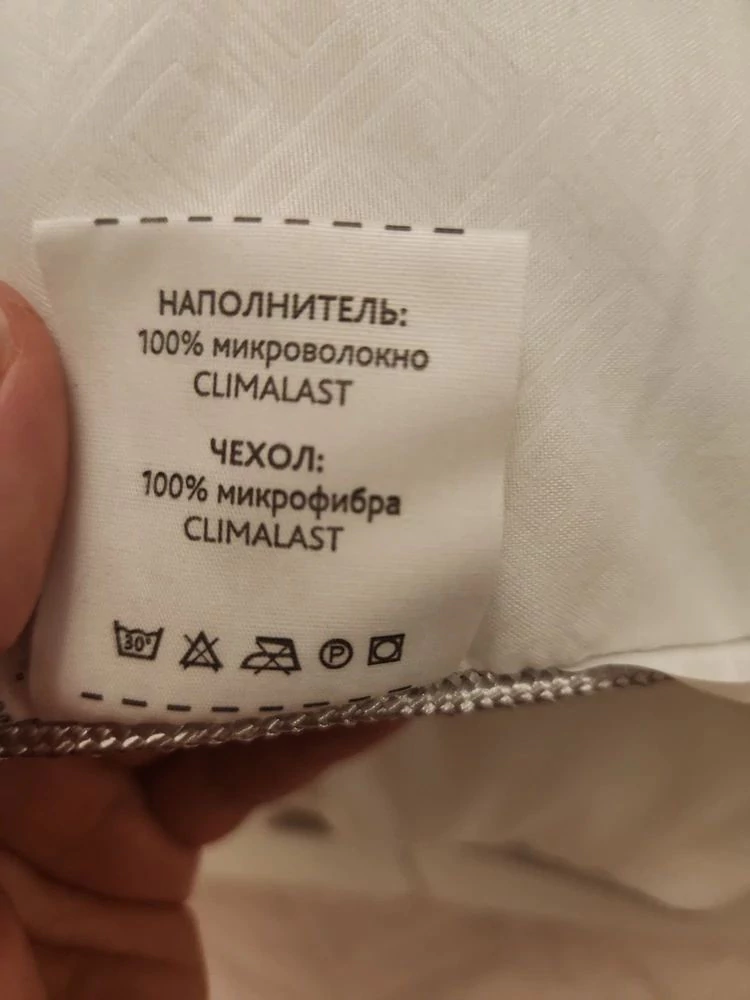 НАПОЛНИТЕЛЬ:
100% микроволокно
CLIMALAST
ЧЕХОЛ:
100% микрофибра
CLIMALAST
30°
P